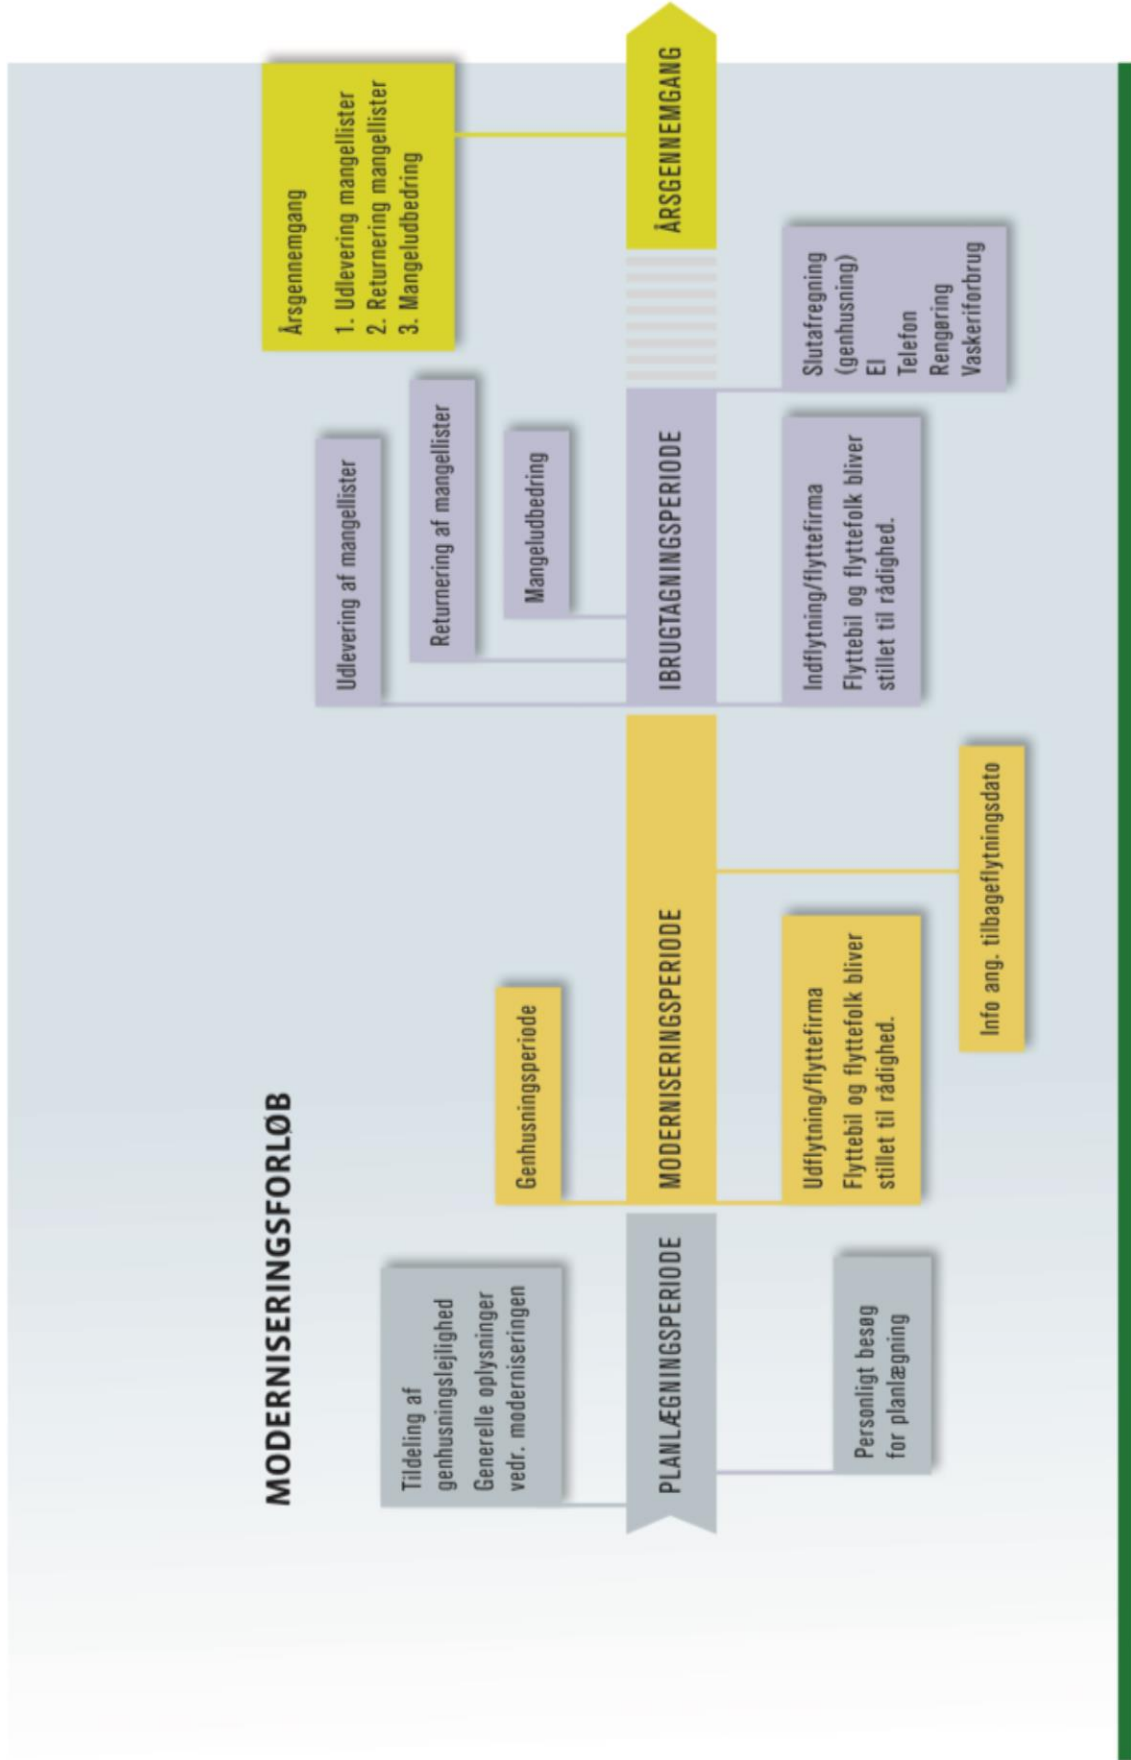 MODERNISERINGSFORLØB
Tildeling af
genhusningslejlighed
Generelle oplysninger
vedr. moderniseringen
Genhusningsperiode
Udlevering af mangellister
Returnering af mangellister
Mangeludbedring
Årsgennemgang
1. Udlevering mangellister
2. Returnering mangellister
3. Mangeludbedring
PLANLÆGNINGSPERIODE
MODERNISERINGSPERIODE
IBRUGTAGNINGSPERIODE
ÅRSGENNEMGANG
Personligt besøg
for planlægning
Udflytning/flyttefirma
Flyttebil og flyttefolk bliver
stillet til rådighed.
Info ang. tilbageflytningsdato
Indflytning/flyttefirma
Flyttebil og flyttefolk bliver
stillet til rådighed.
Slutafregning
(genhusning)
El
Telefon
Rengøring
Vaskeriforbrug